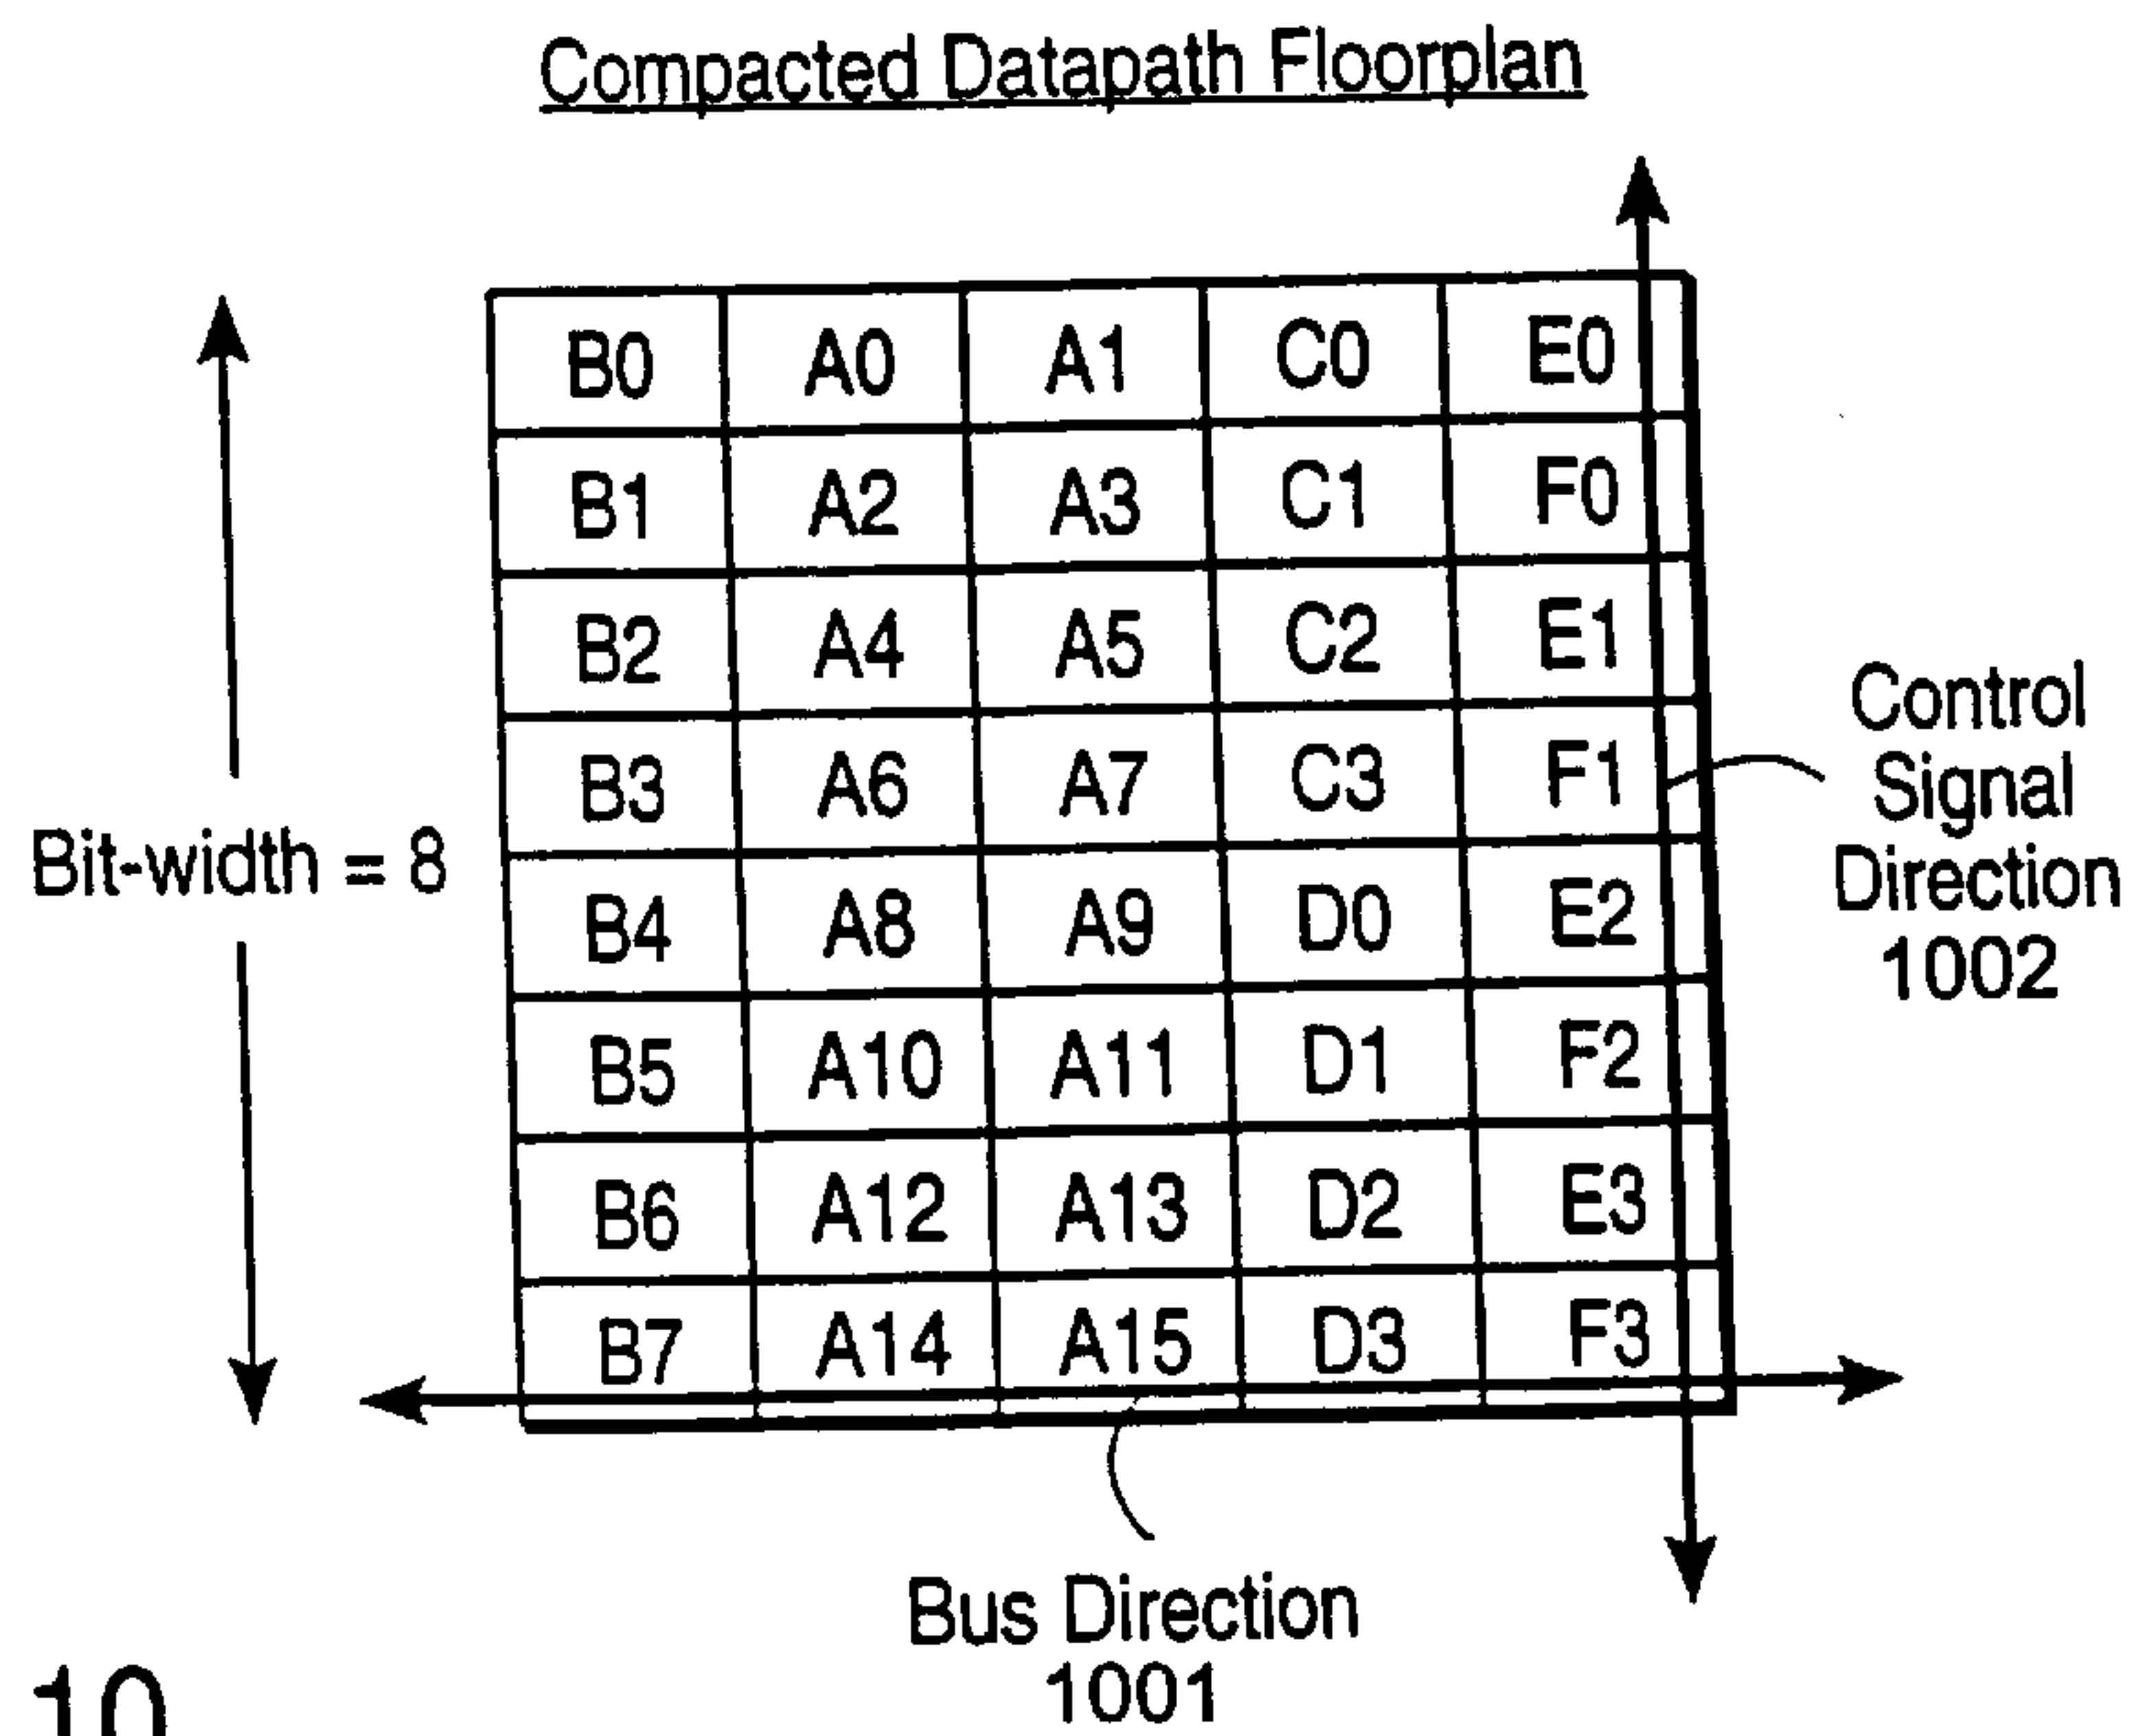 Compacted Datapath Floorplan
B0 A0 A1 C0 E0
B1 A2 A3 C1 F0
B2 A4 A5 C2 E1
B3 A6 A7 C3 F1
B4 A8 A9 D0 E2
B5 A10 A11 D1 F2
B6 A12 A13 D2 E3
B7 A14 A15 D3 F3
Bit-width = 8
Control
Signal
Direction
1002
Bus Direction
1001
10